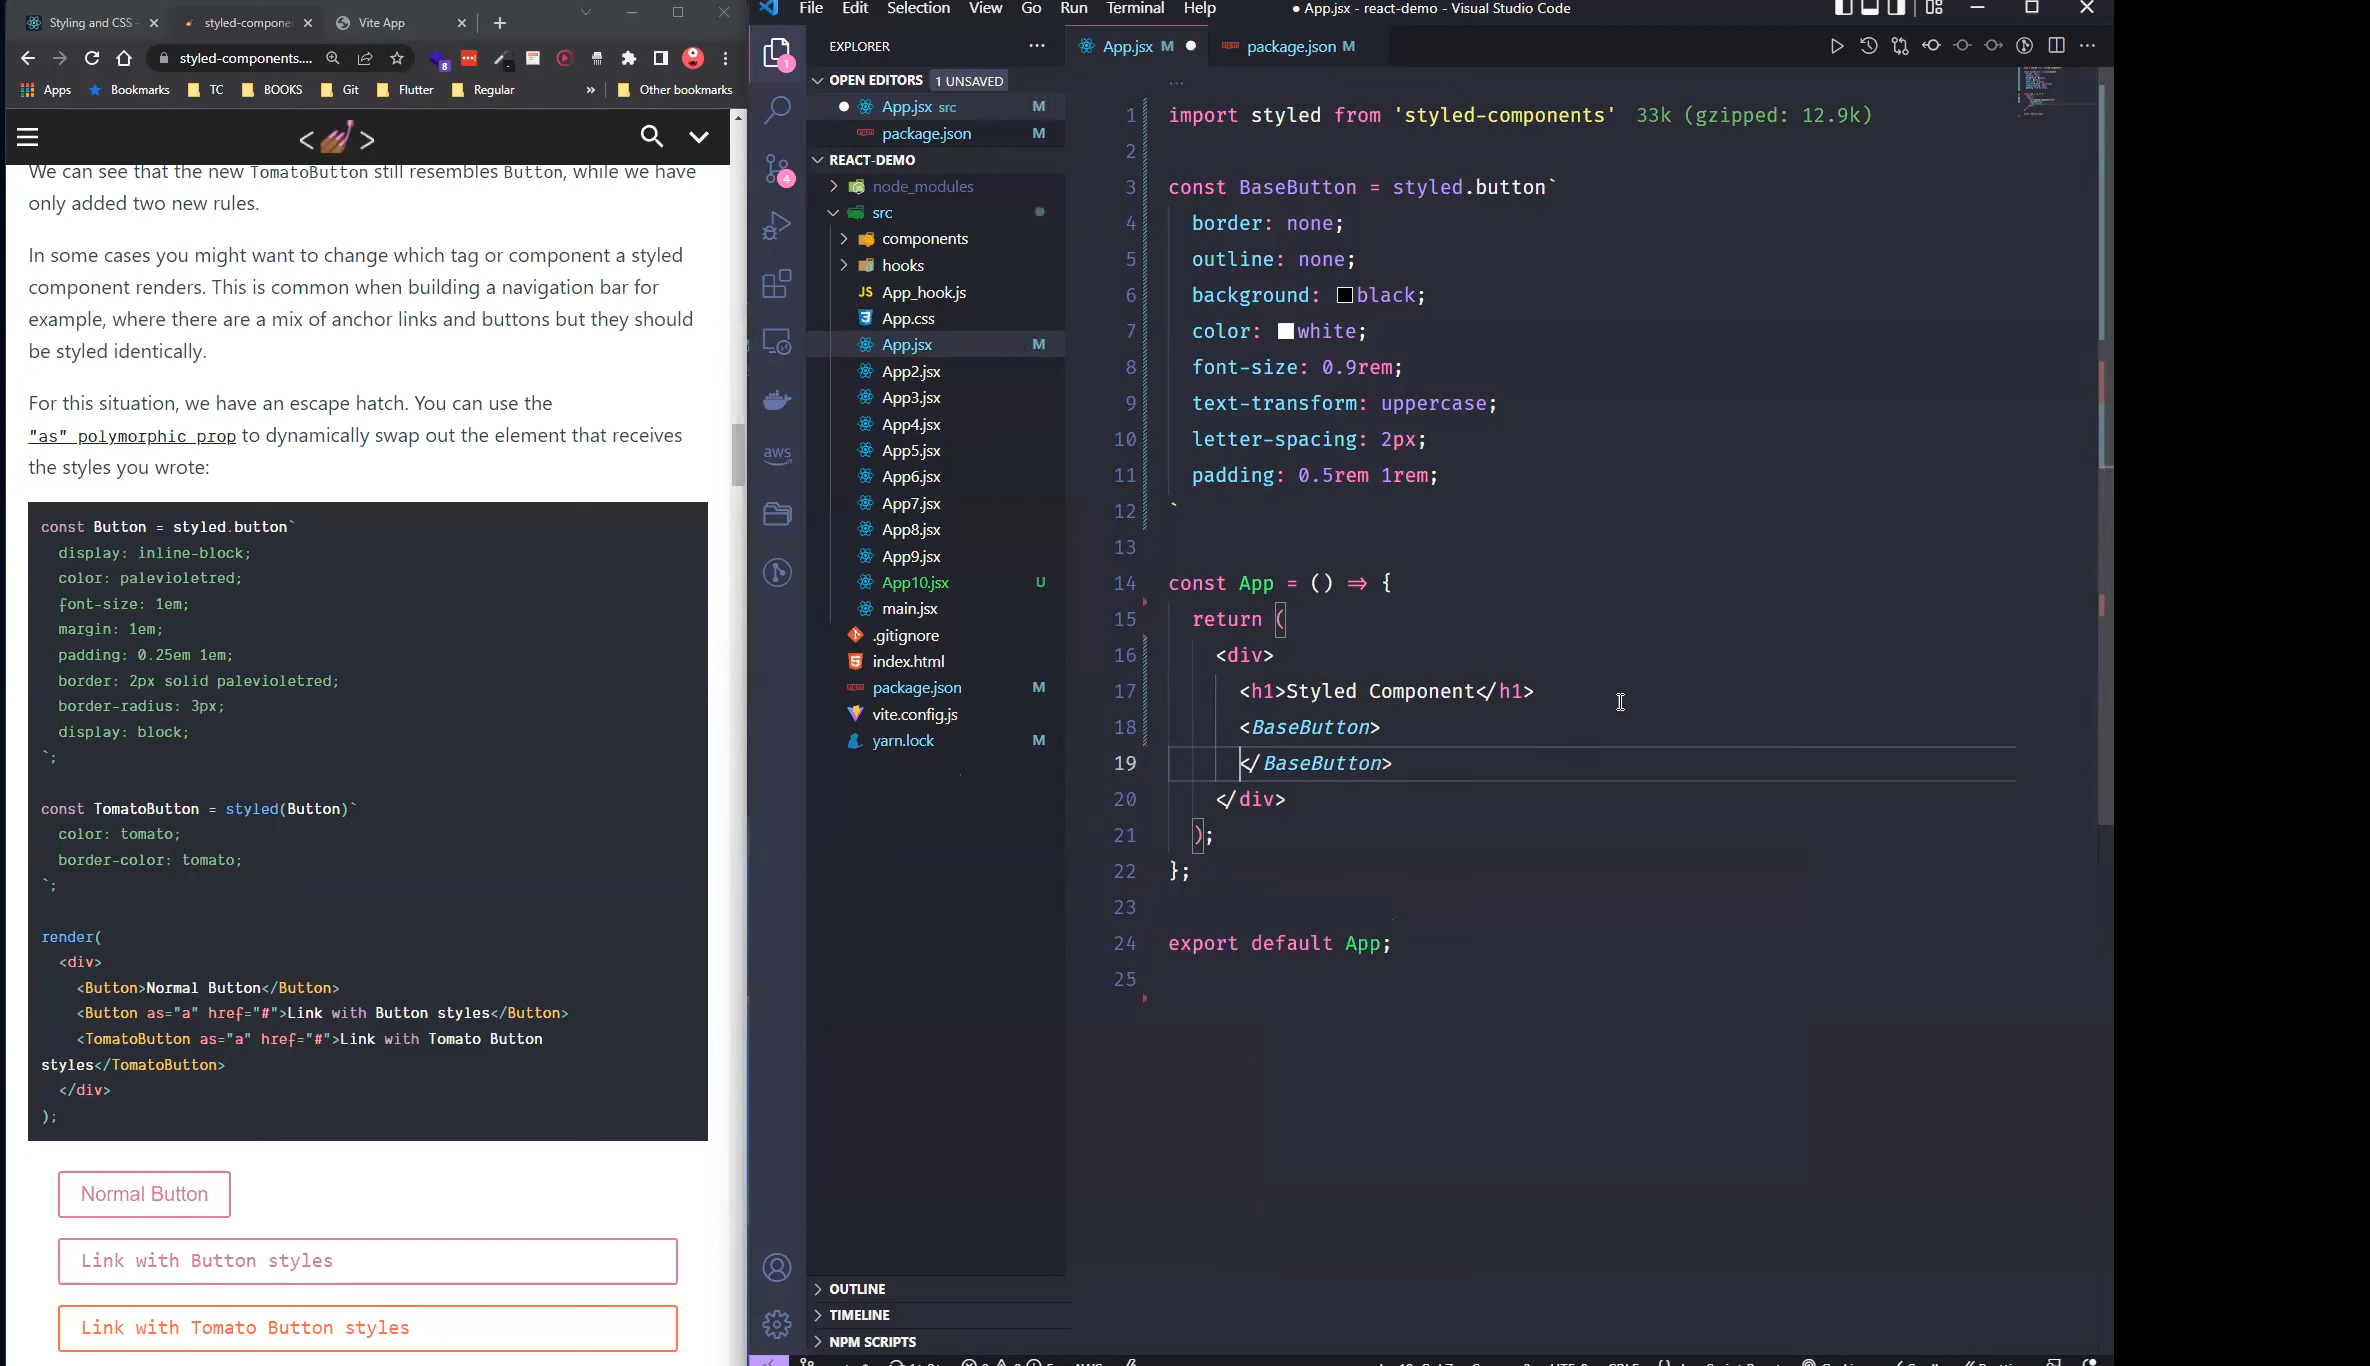 Styling and CSS -
styled-compone
Vite App
styled-components....
8
Apps
Bookmarks
TC
BOOKS
Git
Flutter
Regular
»
Other bookmarks
We can see that the new TomatoButton still resembles Button, while we have
only added two new rules.
In some cases you might want to change which tag or component a styled
component renders. This is common when building a navigation bar for
example, where there are a mix of anchor links and buttons but they should
be styled identically.
For this situation, we have an escape hatch. You can use the
"as" polymorphic prop to dynamically swap out the element that receives
the styles you wrote:
const Button = styled.button`
display: inline-block;
color: palevioletred;
font-size: 1em;
margin: 1em;
padding: 0.25em 1em;
border: 2px solid palevioletred;
border-radius: 3px;
display: block;
`;
const TomatoButton = styled(Button)`
color: tomato;
border-color: tomato;
`;
render(
<div>
<Button>Normal Button</Button>
<Button as="a" href="#">Link with Button styles</Button>
<TomatoButton as="a" href="#">Link with Tomato Button
styles</TomatoButton>
</div>
);
Normal Button
Link with Button styles
Link with Tomato Button styles
File Edit Selection View Go Run Terminal Help
● App.jsx - react-demo - Visual Studio Code
1
4
aws
EXPLORER
OPEN EDITORS 1 UNSAVED
App.jsx src M
package.json M
REACT-DEMO
node_modules
src
components
hooks
JS App_hook.js
App.css
App.jsx M
App2.jsx
App3.jsx
App4.jsx
App5.jsx
App6.jsx
App7.jsx
App8.jsx
App9.jsx
App10.jsx U
main.jsx
.gitignore
index.html
package.json M
vite.config.js
yarn.lock M
OUTLINE
TIMELINE
NPM SCRIPTS
App.jsx M ●
package.json M
1 import styled from 'styled-components' 33k (gzipped: 12.9k)
2
3 const BaseButton = styled.button`
4 border: none;
5 outline: none;
6 background: black;
7 color: white;
8 font-size: 0.9rem;
9 text-transform: uppercase;
10 letter-spacing: 2px;
11 padding: 0.5rem 1rem;
12 `
13
14 const App = () => {
15 return (
16 <div>
17 <h1>Styled Component</h1>
18 <BaseButton>
19 </BaseButton>
20 </div>
21 );
22 };
23
24 export default App;
25